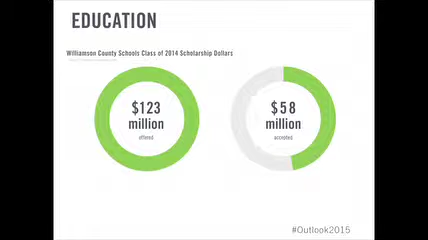 EDUCATION
Williamson County Schools Class of 2014 Scholarship Dollars
$123
million
offered
$58
million
accepted
#Outlook2015